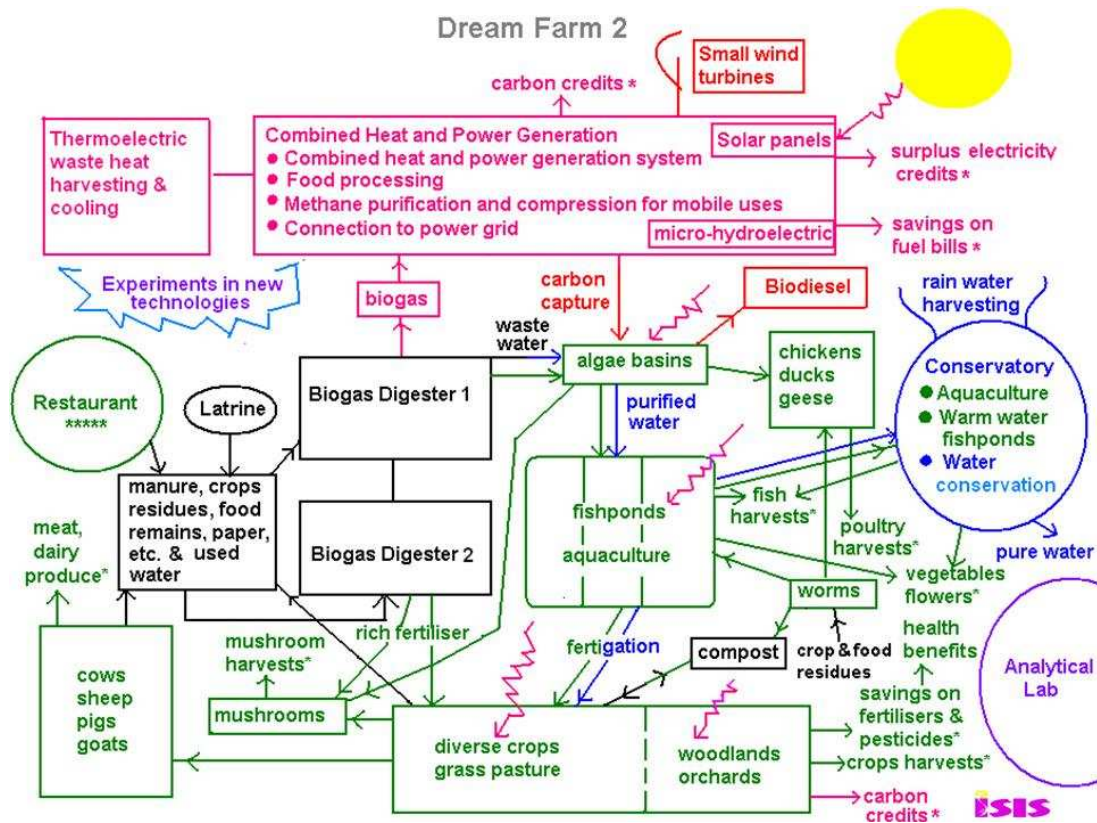 Dream Farm 2
Small wind
turbines
carbon credits *
Thermoelectric
waste heat
harvesting &
cooling
Combined Heat and Power Generation
● Combined heat and power generation system
● Food processing
● Methane purification and compression for mobile uses
● Connection to power grid
Solar panels
micro-hydroelectric
surplus electricity
credits *
savings on
fuel bills *
Experiments in new
technologies
biogas
carbon
capture
Biodiesel
rain water
harvesting
waste
water
algae basins
chickens
ducks
geese
Conservatory
● Aquaculture
● Warm water
fishponds
● Water
conservation
Restaurant
*****
Latrine
Biogas Digester 1
purified
water
manure, crops
residues, food
remains, paper,
etc. & used
water
Biogas Digester 2
fishponds
aquaculture
fish
harvests*
poultry
harvests*
pure water
meat,
dairy
produce*
vegetables
flowers*
worms
mushroom
harvests*
rich fertiliser
fertigation
compost
crop & food
residues
health
benefits
Analytical
Lab
cows
sheep
pigs
goats
mushrooms
diverse crops
grass pasture
woodlands
orchards
savings on
fertilisers &
pesticides*
crops harvests*
carbon
credits *
isis